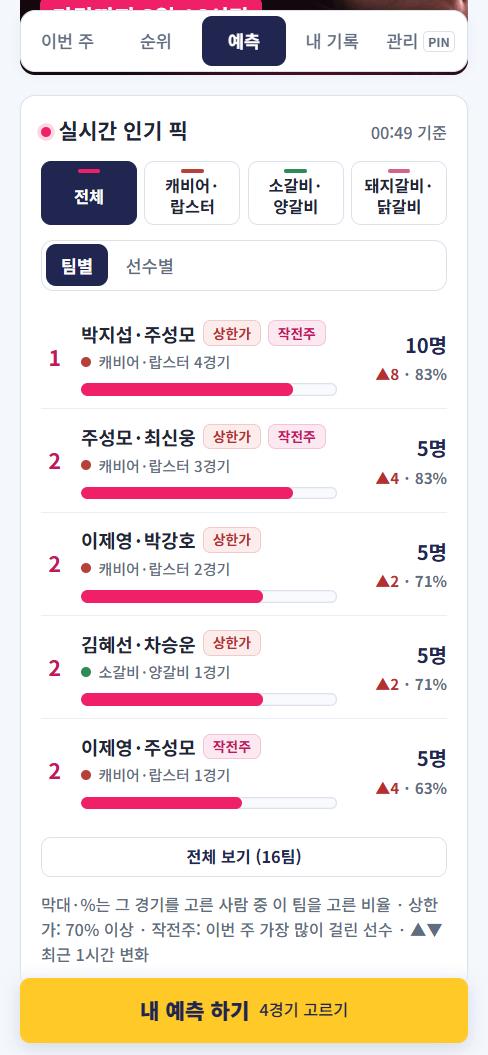 이번 주 순위 예측 내 기록 관리 PIN
실시간 인기 픽 00:49 기준
전체
캐비어·
랍스터
소갈비·
양갈비
돼지갈비·
닭갈비
팀별 선수별
1 박지섭·주성모 상한가 작전주 10명
캐비어·랍스터 4경기 ▲8 · 83%
2 주성모·최신웅 상한가 작전주 5명
캐비어·랍스터 3경기 ▲4 · 83%
2 이제영·박강호 상한가 5명
캐비어·랍스터 2경기 ▲2 · 71%
2 김혜선·차승운 상한가 5명
소갈비·양갈비 1경기 ▲2 · 71%
2 이제영·주성모 작전주 5명
캐비어·랍스터 1경기 ▲4 · 63%
전체 보기 (16팀)
막대·%는 그 경기를 고른 사람 중 이 팀을 고른 비율 · 상한
가: 70% 이상 · 작전주: 이번 주 가장 많이 걸린 선수 · ▲▼
최근 1시간 변화
내 예측 하기 4경기 고르기